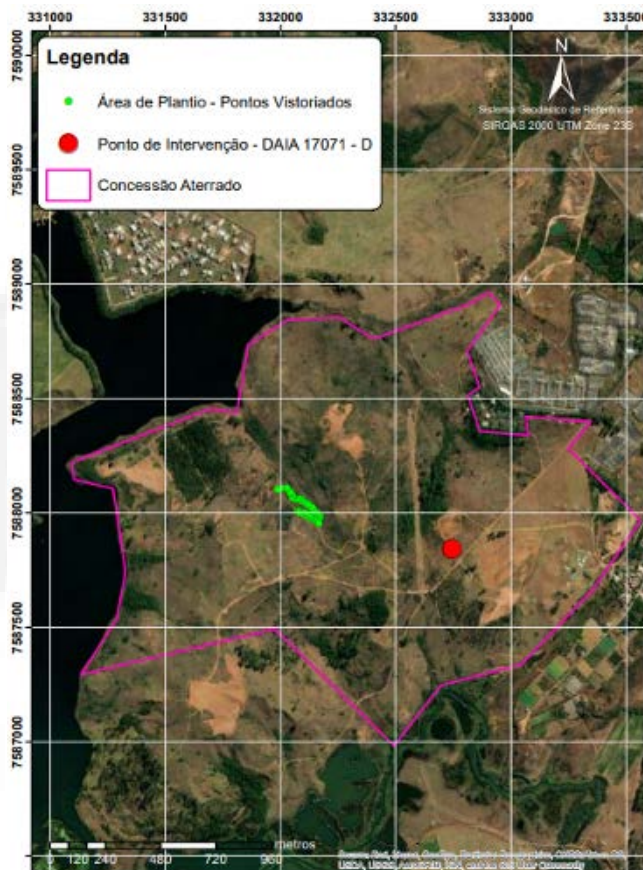 331000 331500 332000 332500 333000 333500
7590000
7589500
7589000
7588500
7588000
7587500
7587000
Legenda
Área de Plantio - Pontos Vistoriados
Ponto de Intervenção - DAIA 17071 - D
Concessão Aterrado
N
Sistema Geodésico de Referência
SIRGAS 2000 UTM Zone 23S
metros
0 120 240 480 720 960